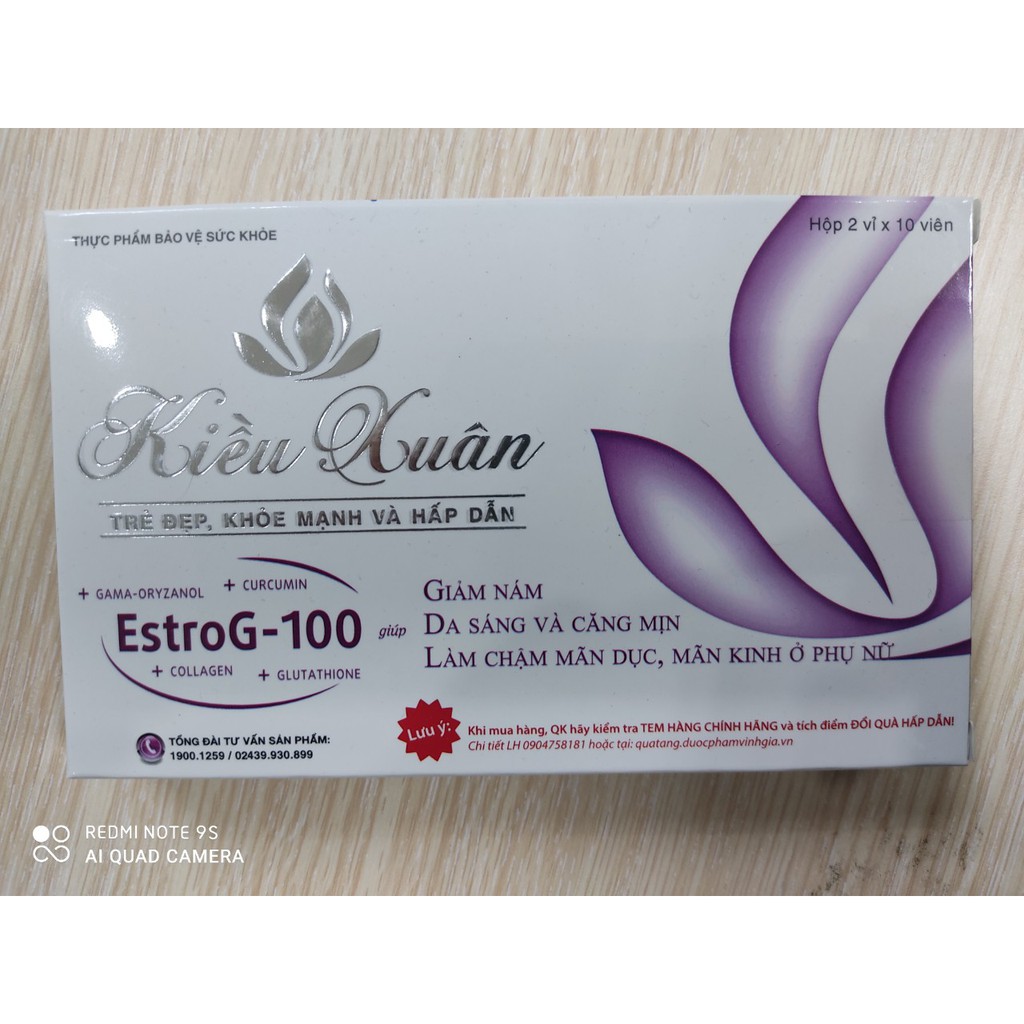 THỰC PHẨM BẢO VỆ SỨC KHỎE
Hộp 2 vỉ x 10 viên
Kiều Xuân
TRẺ ĐẸP, KHỎE MẠNH VÀ HẤP DẪN
+ GAMA-ORYZANOL + CURCUMIN
EstroG-100 giúp
+ COLLAGEN + GLUTATHIONE
GIẢM NÁM
DA SÁNG VÀ CĂNG MỊN
LÀM CHẬM MÃN DỤC, MÃN KINH Ở PHỤ NỮ
TỔNG ĐÀI TƯ VẤN SẢN PHẨM:
1900.1259 / 02439.930.899
Lưu ý:
Khi mua hàng, QK hãy kiểm tra TEM HÀNG CHÍNH HÃNG và tích điểm ĐỔI QUÀ HẤP DẪN!
Chi tiết LH 0904758181 hoặc tại: quatang.duocphamvinhgia.vn
REDMI NOTE 9S
AI QUAD CAMERA